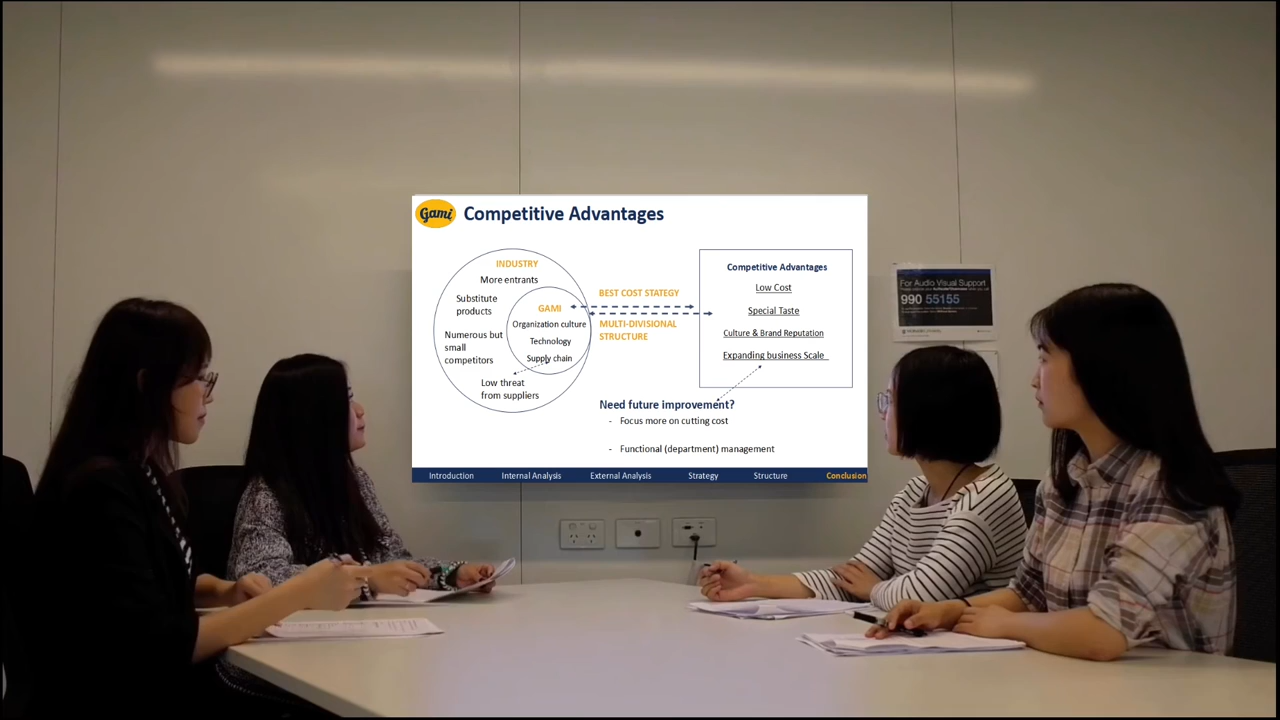 Gami
Competitive Advantages
INDUSTRY
More entrants
Substitute
products
Numerous but
small
competitors
GAMI
Organization culture
Technology
Supply chain
Low threat
from suppliers
BEST COST STATEGY
MULTI-DIVISIONAL
STRUCTURE
Competitive Advantages
Low Cost
Special Taste
Culture & Brand Reputation
Expanding business Scale
Need future improvement?
- Focus more on cutting cost
- Functional (department) management
Introduction Internal Analysis External Analysis Strategy Structure Conclusion
For Audio Visual Support
990 55155